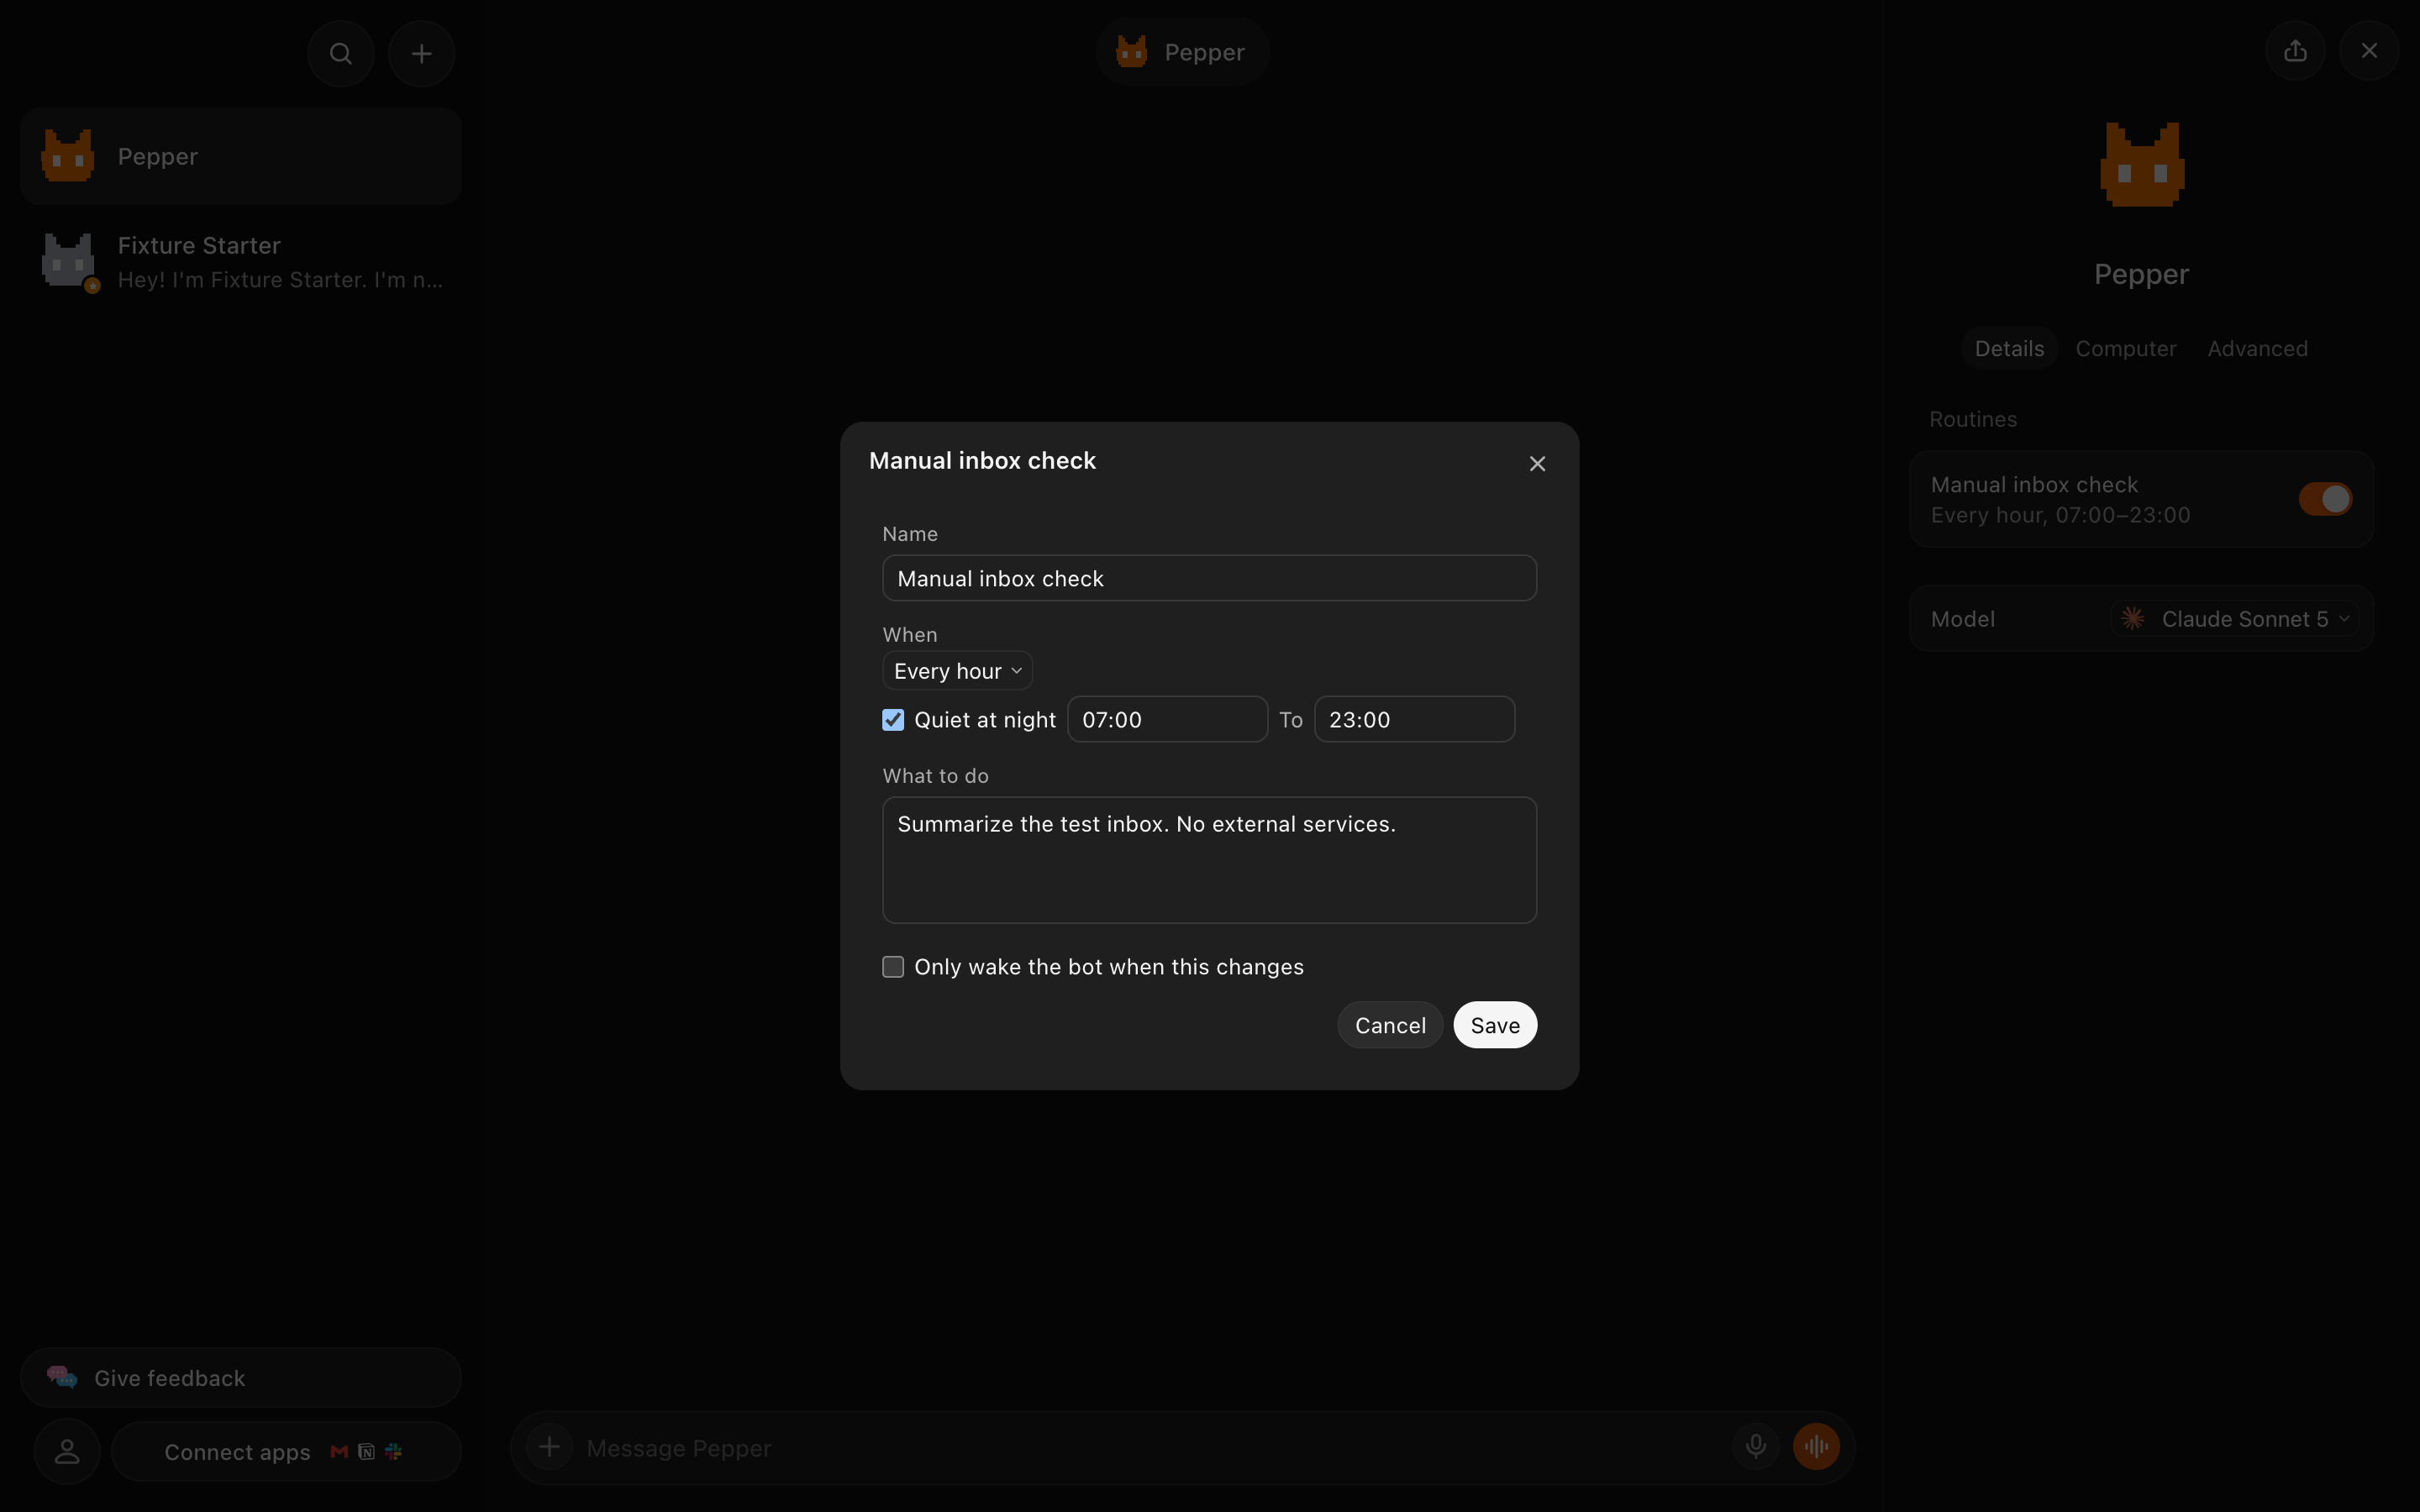 Pepper
Fixture Starter
Hey! I'm Fixture Starter. I'm n...
Give feedback
Connect apps
Pepper
Manual inbox check
Name
Manual inbox check
When
Every hour
Quiet at night 07:00 To 23:00
What to do
Summarize the test inbox. No external services.
Only wake the bot when this changes
Cancel Save
Message Pepper
Pepper
Details Computer Advanced
Routines
Manual inbox check
Every hour, 07:00–23:00
Model Claude Sonnet 5